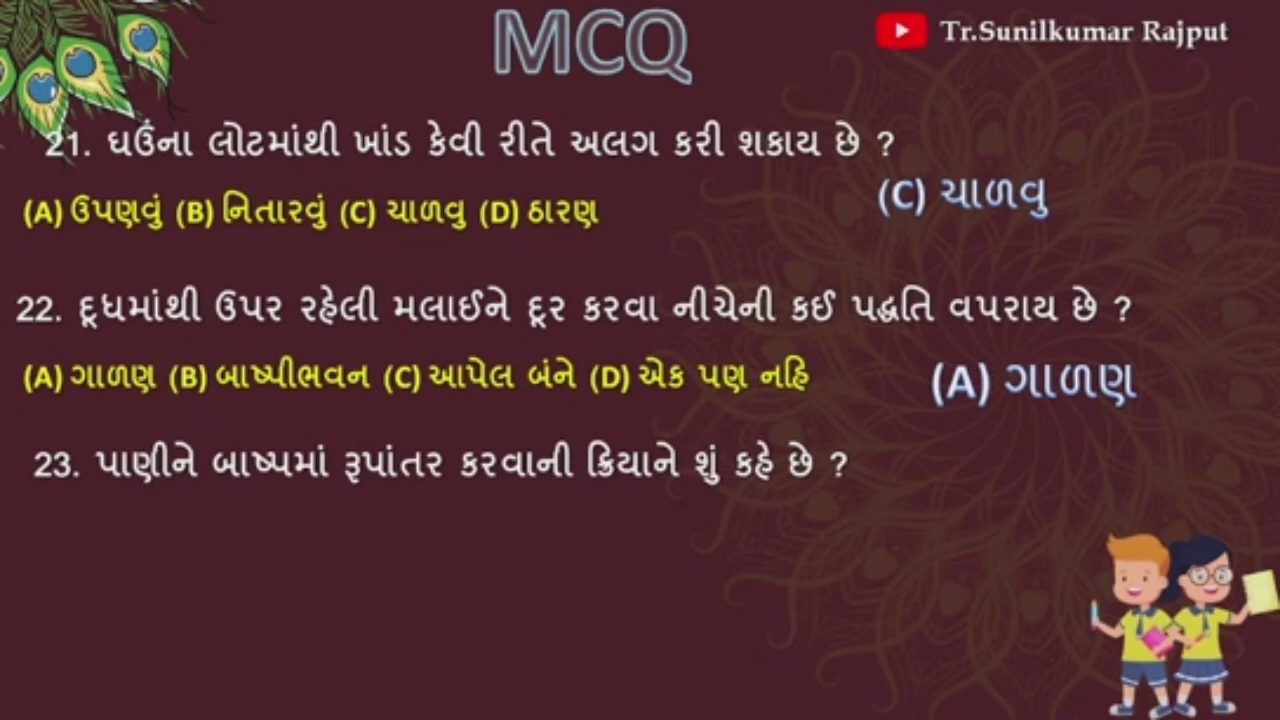 MCQ
Tr.Sunilkumar Rajput
21. ઘઉંના લોટમાંથી ખાંડ કેવી રીતે અલગ કરી શકાય છે ?
(A) ઉપણવું (B) નિતારવું (C) ચાળવુ (D) ઠારણ
(C) ચાળવુ
22. દૂધમાંથી ઉપર રહેલી મલાઈને દૂર કરવા નીચેની કઈ પદ્ધતિ વપરાય છે ?
(A) ગાળણ (B) બાષ્પીભવન (C) આપેલ બંને (D) એક પણ નહિ
(A) ગાળણ
23. પાણીને બાષ્પમાં રૂપાંતર કરવાની ક્રિયાને શું કહે છે ?